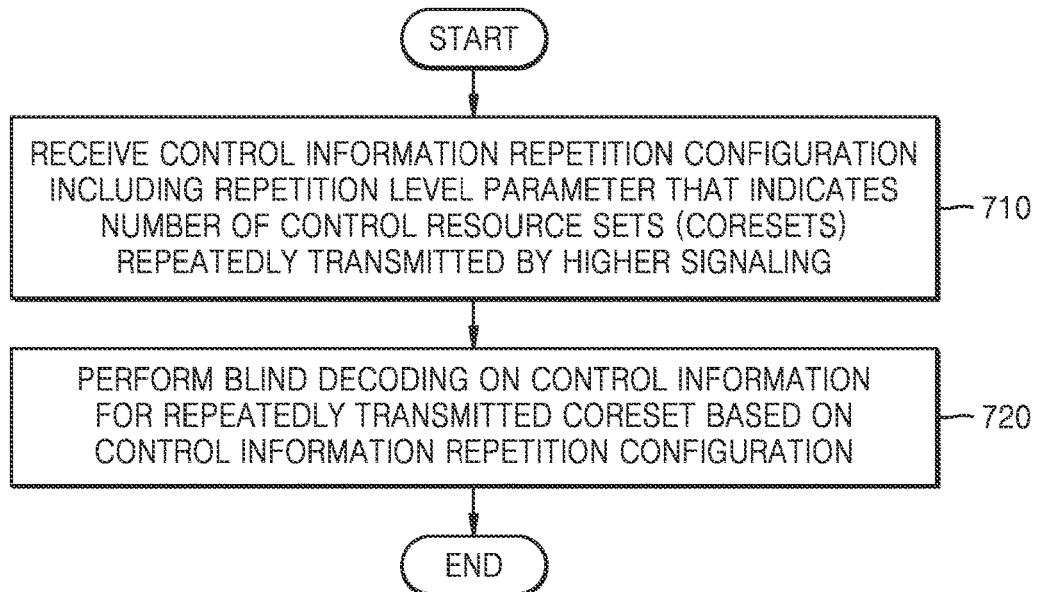 START
RECEIVE CONTROL INFORMATION REPETITION CONFIGURATION
INCLUDING REPETITION LEVEL PARAMETER THAT INDICATES
NUMBER OF CONTROL RESOURCE SETS (CORESETS)
REPEATEDLY TRANSMITTED BY HIGHER SIGNALING
710
PERFORM BLIND DECODING ON CONTROL INFORMATION
FOR REPEATEDLY TRANSMITTED CORESET BASED ON
CONTROL INFORMATION REPETITION CONFIGURATION
720
END